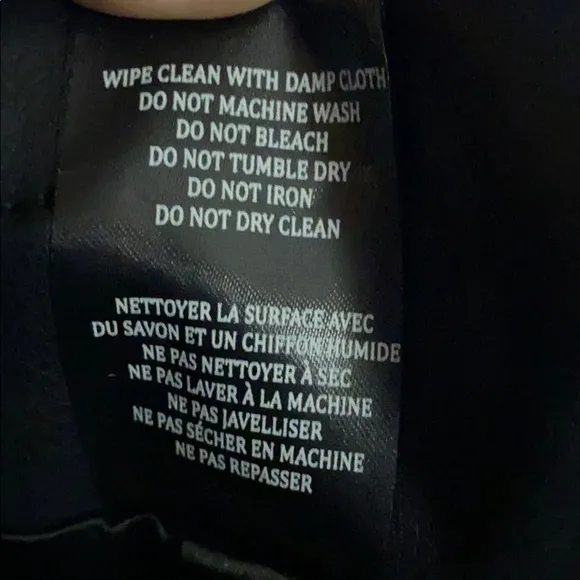 WIPE CLEAN WITH DAMP CLOTH
DO NOT MACHINE WASH
DO NOT BLEACH
DO NOT TUMBLE DRY
DO NOT IRON
DO NOT DRY CLEAN
NETTOYER LA SURFACE AVEC
DU SAVON ET UN CHIFFON HUMIDE
NE PAS NETTOYER À SEC
NE PAS LAVER À LA MACHINE
NE PAS JAVELLISER
NE PAS SÉCHER EN MACHINE
NE PAS REPASSER